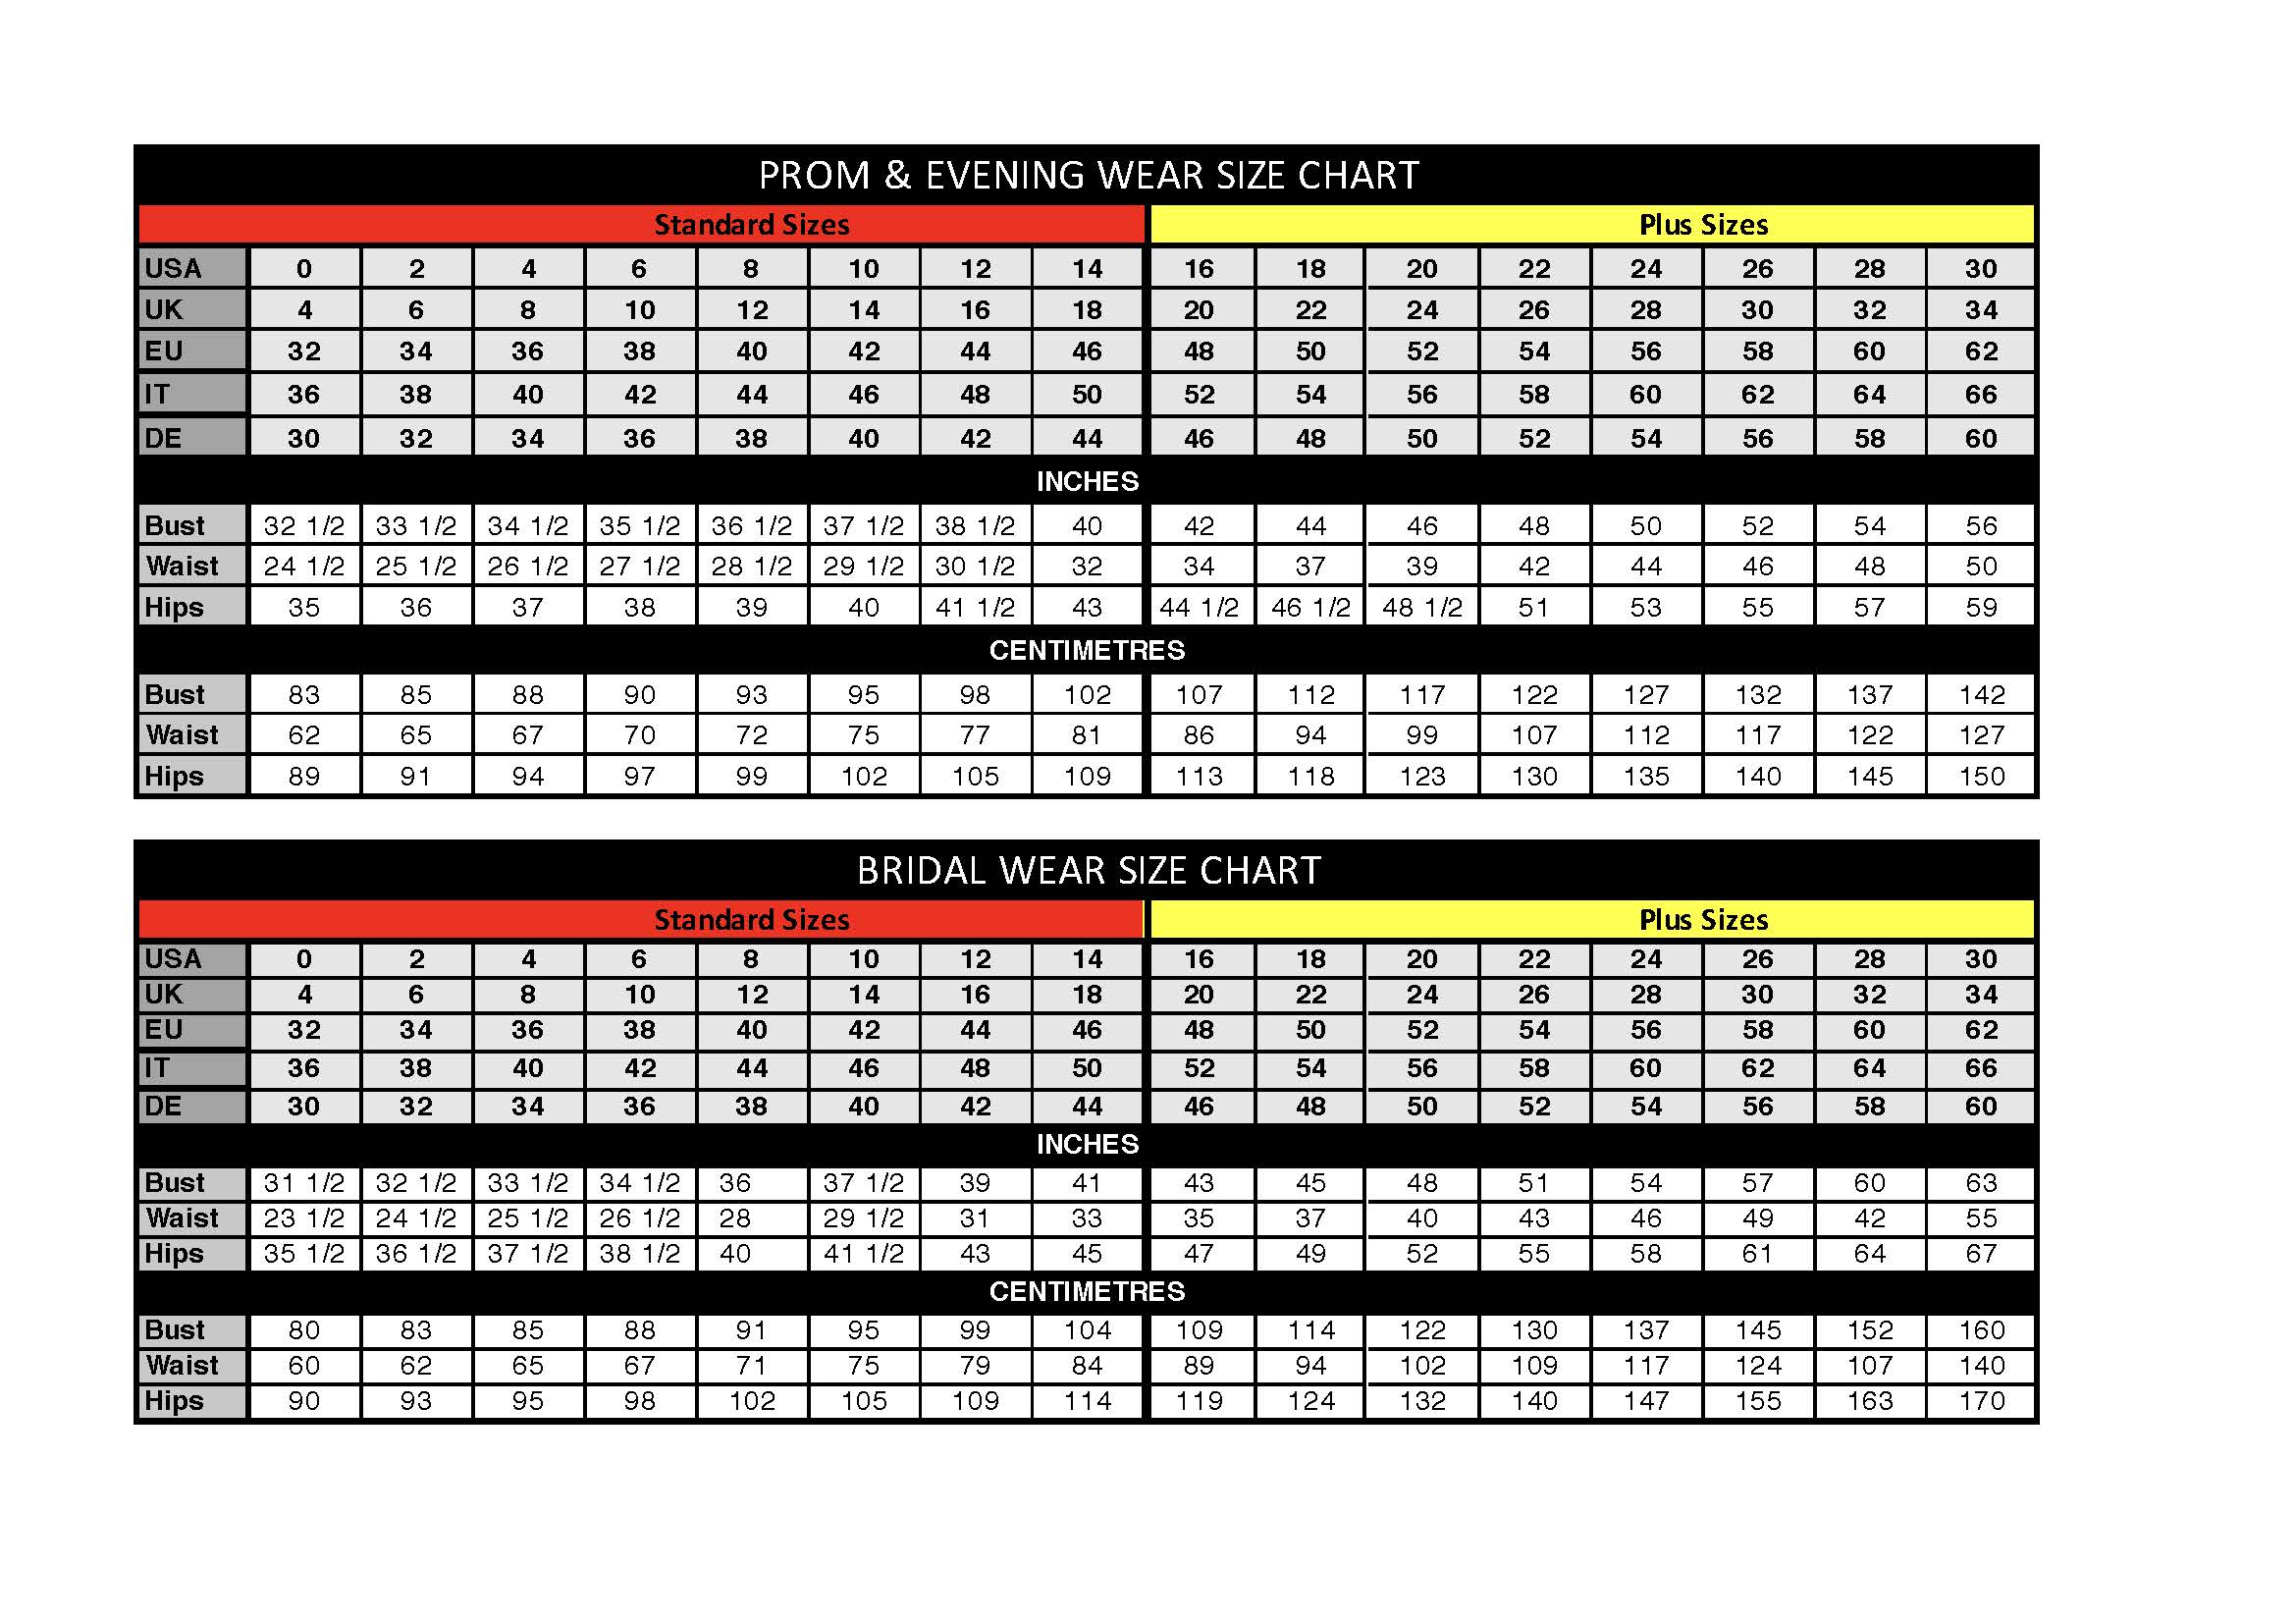 PROM & EVENING WEAR SIZE CHART
Standard Sizes Plus Sizes
USA 0 2 4 6 8 10 12 14 16 18 20 22 24 26 28 30
UK 4 6 8 10 12 14 16 18 20 22 24 26 28 30 32 34
EU 32 34 36 38 40 42 44 46 48 50 52 54 56 58 60 62
IT 36 38 40 42 44 46 48 50 52 54 56 58 60 62 64 66
DE 30 32 34 36 38 40 42 44 46 48 50 52 54 56 58 60
INCHES
Bust 32 1/2 33 1/2 34 1/2 35 1/2 36 1/2 37 1/2 38 1/2 40 42 44 46 48 50 52 54 56
Waist 24 1/2 25 1/2 26 1/2 27 1/2 28 1/2 29 1/2 30 1/2 32 34 37 39 42 44 46 48 50
Hips 35 36 37 38 39 40 41 1/2 43 44 1/2 46 1/2 48 1/2 51 53 55 57 59
CENTIMETRES
Bust 83 85 88 90 93 95 98 102 107 112 117 122 127 132 137 142
Waist 62 65 67 70 72 75 77 81 86 94 99 107 112 117 122 127
Hips 89 91 94 97 99 102 105 109 113 118 123 130 135 140 145 150
BRIDAL WEAR SIZE CHART
Standard Sizes Plus Sizes
USA 0 2 4 6 8 10 12 14 16 18 20 22 24 26 28 30
UK 4 6 8 10 12 14 16 18 20 22 24 26 28 30 32 34
EU 32 34 36 38 40 42 44 46 48 50 52 54 56 58 60 62
IT 36 38 40 42 44 46 48 50 52 54 56 58 60 62 64 66
DE 30 32 34 36 38 40 42 44 46 48 50 52 54 56 58 60
INCHES
Bust 31 1/2 32 1/2 33 1/2 34 1/2 36 37 1/2 39 41 43 45 48 51 54 57 60 63
Waist 23 1/2 24 1/2 25 1/2 26 1/2 28 29 1/2 31 33 35 37 40 43 46 49 42 55
Hips 35 1/2 36 1/2 37 1/2 38 1/2 40 41 1/2 43 45 47 49 52 55 58 61 64 67
CENTIMETRES
Bust 80 83 85 88 91 95 99 104 109 114 122 130 137 145 152 160
Waist 60 62 65 67 71 75 79 84 89 94 102 109 117 124 107 140
Hips 90 93 95 98 102 105 109 114 119 124 132 140 147 155 163 170